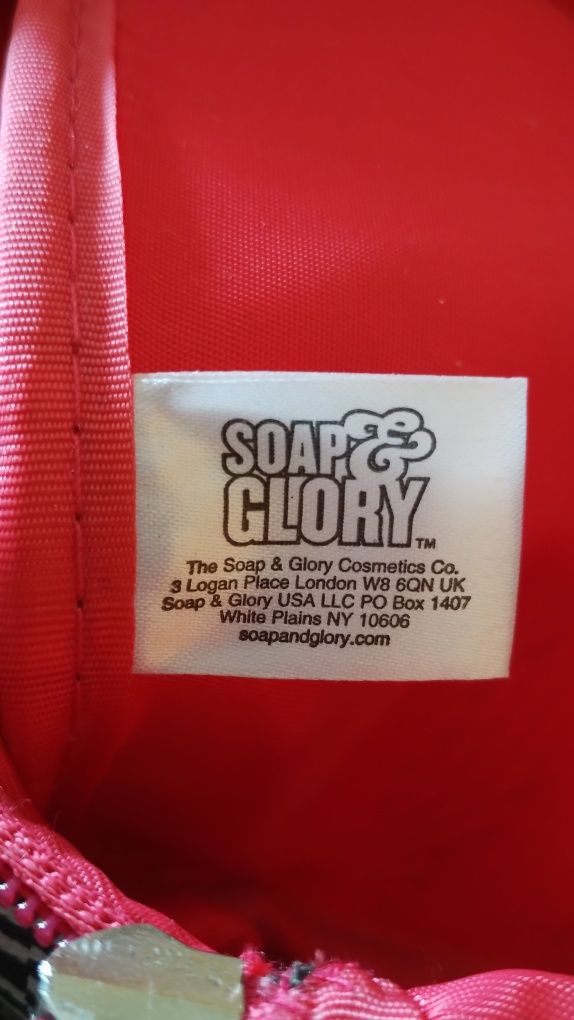 SOAP&
GLORY™
The Soap & Glory Cosmetics Co.
3 Logan Place London W8 6QN UK
Soap & Glory USA LLC PO Box 1407
White Plains NY 10606
soapandglory.com